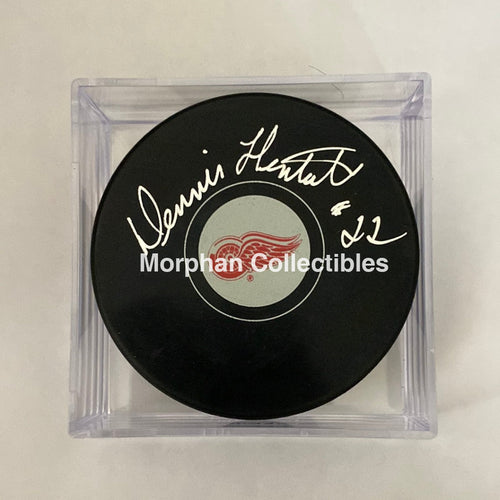 Dennis Hextall
#22
Morphan Collectibles
®